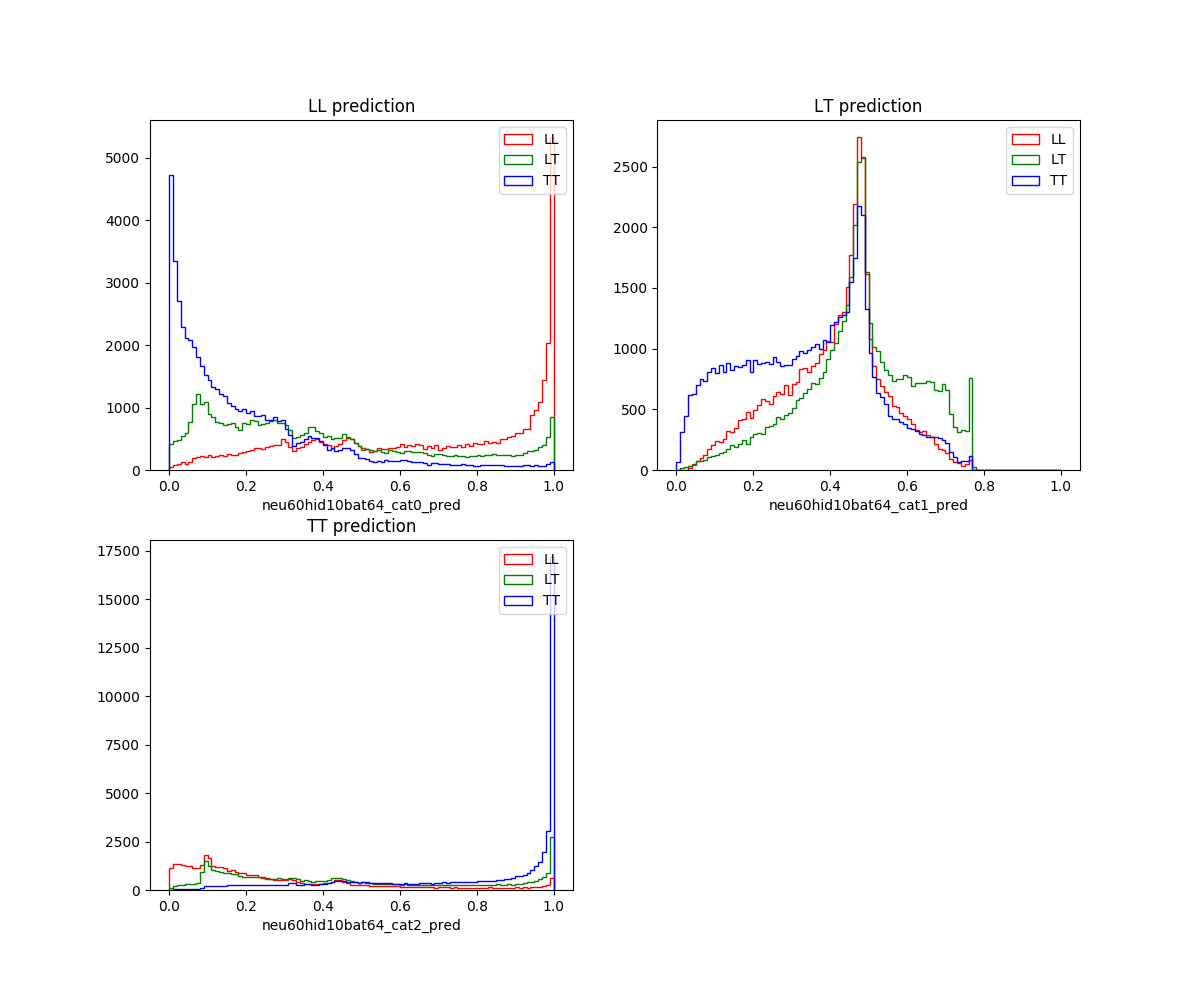 LL prediction
5000
4000
3000
2000
1000
0
0.0 0.2 0.4 0.6 0.8 1.0
neu60hid10bat64_cat0_pred
LL
LT
TT
LT prediction
2500
2000
1500
1000
500
0
0.0 0.2 0.4 0.6 0.8 1.0
neu60hid10bat64_cat1_pred
LL
LT
TT
TT prediction
17500
15000
12500
10000
7500
5000
2500
0
0.0 0.2 0.4 0.6 0.8 1.0
neu60hid10bat64_cat2_pred
LL
LT
TT